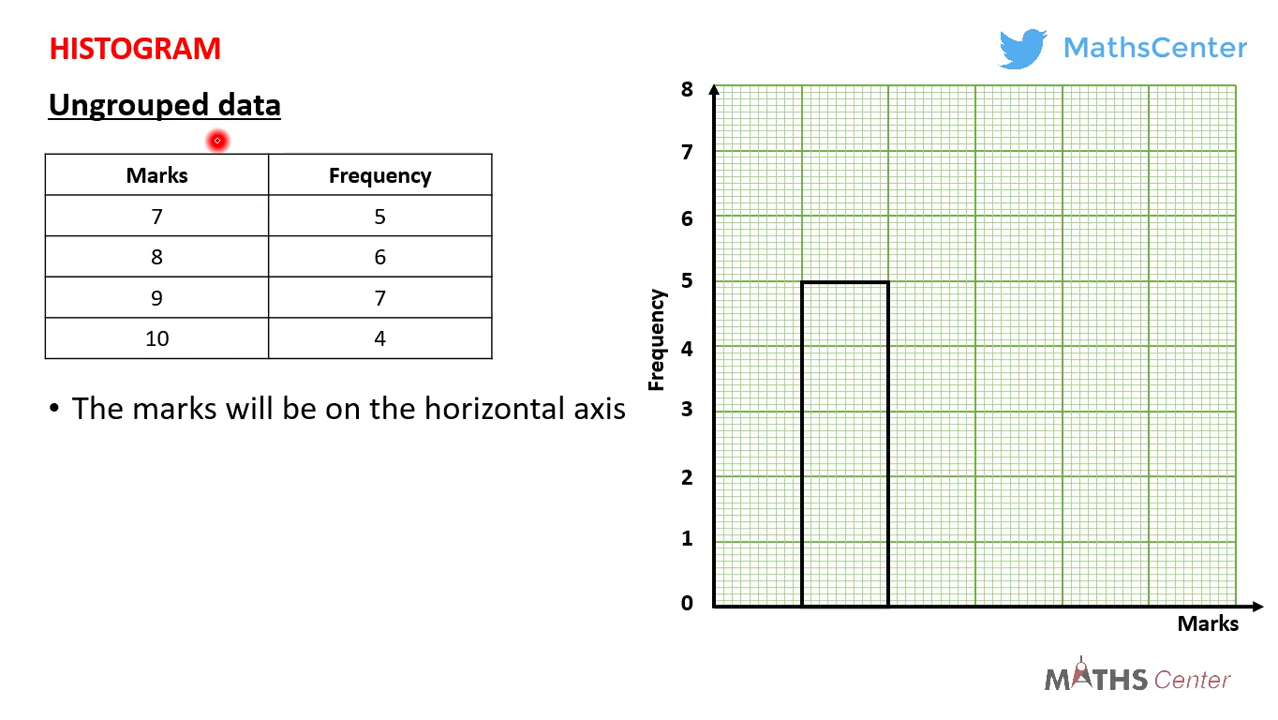 HISTOGRAM
MathsCenter
Ungrouped data
Marks Frequency
7 5
8 6
9 7
10 4
• The marks will be on the horizontal axis
8
7
6
5
4
3
2
1
0
Frequency
Marks
MATHS Center